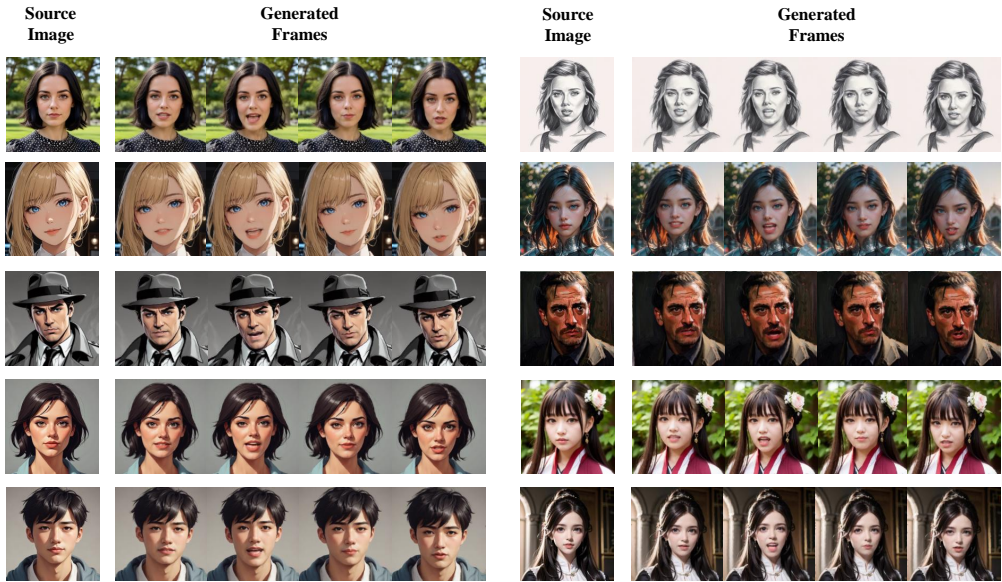 Source
Image
Generated
Frames
Source
Image
Generated
Frames